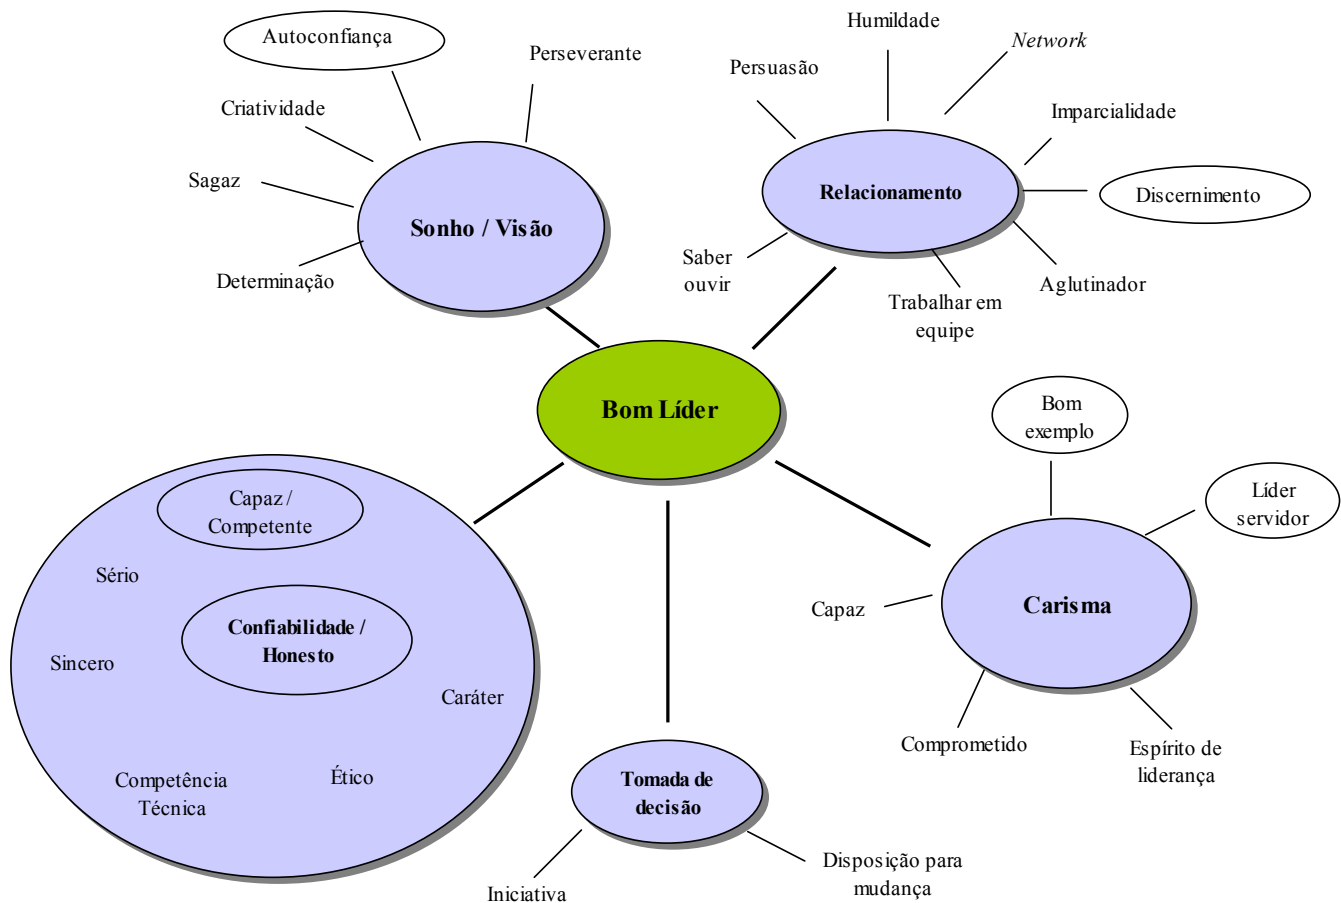 Autoconfiança
Perseverante
Criatividade
Sagaz
Determinação
Sonho / Visão
Humildade
Network
Persuasão
Imparcialidade
Relacionamento
Discernimento
Saber
ouvir
Trabalhar em
equipe
Aglutinador
Bom Líder
Bom
exemplo
Líder
servidor
Capaz
Carisma
Comprometido
Espírito de
liderança
Capaz /
Competente
Sério
Confiabilidade /
Honesto
Sincero
Caráter
Competência
Técnica
Ético
Tomada de
decisão
Iniciativa
Disposição para
mudança